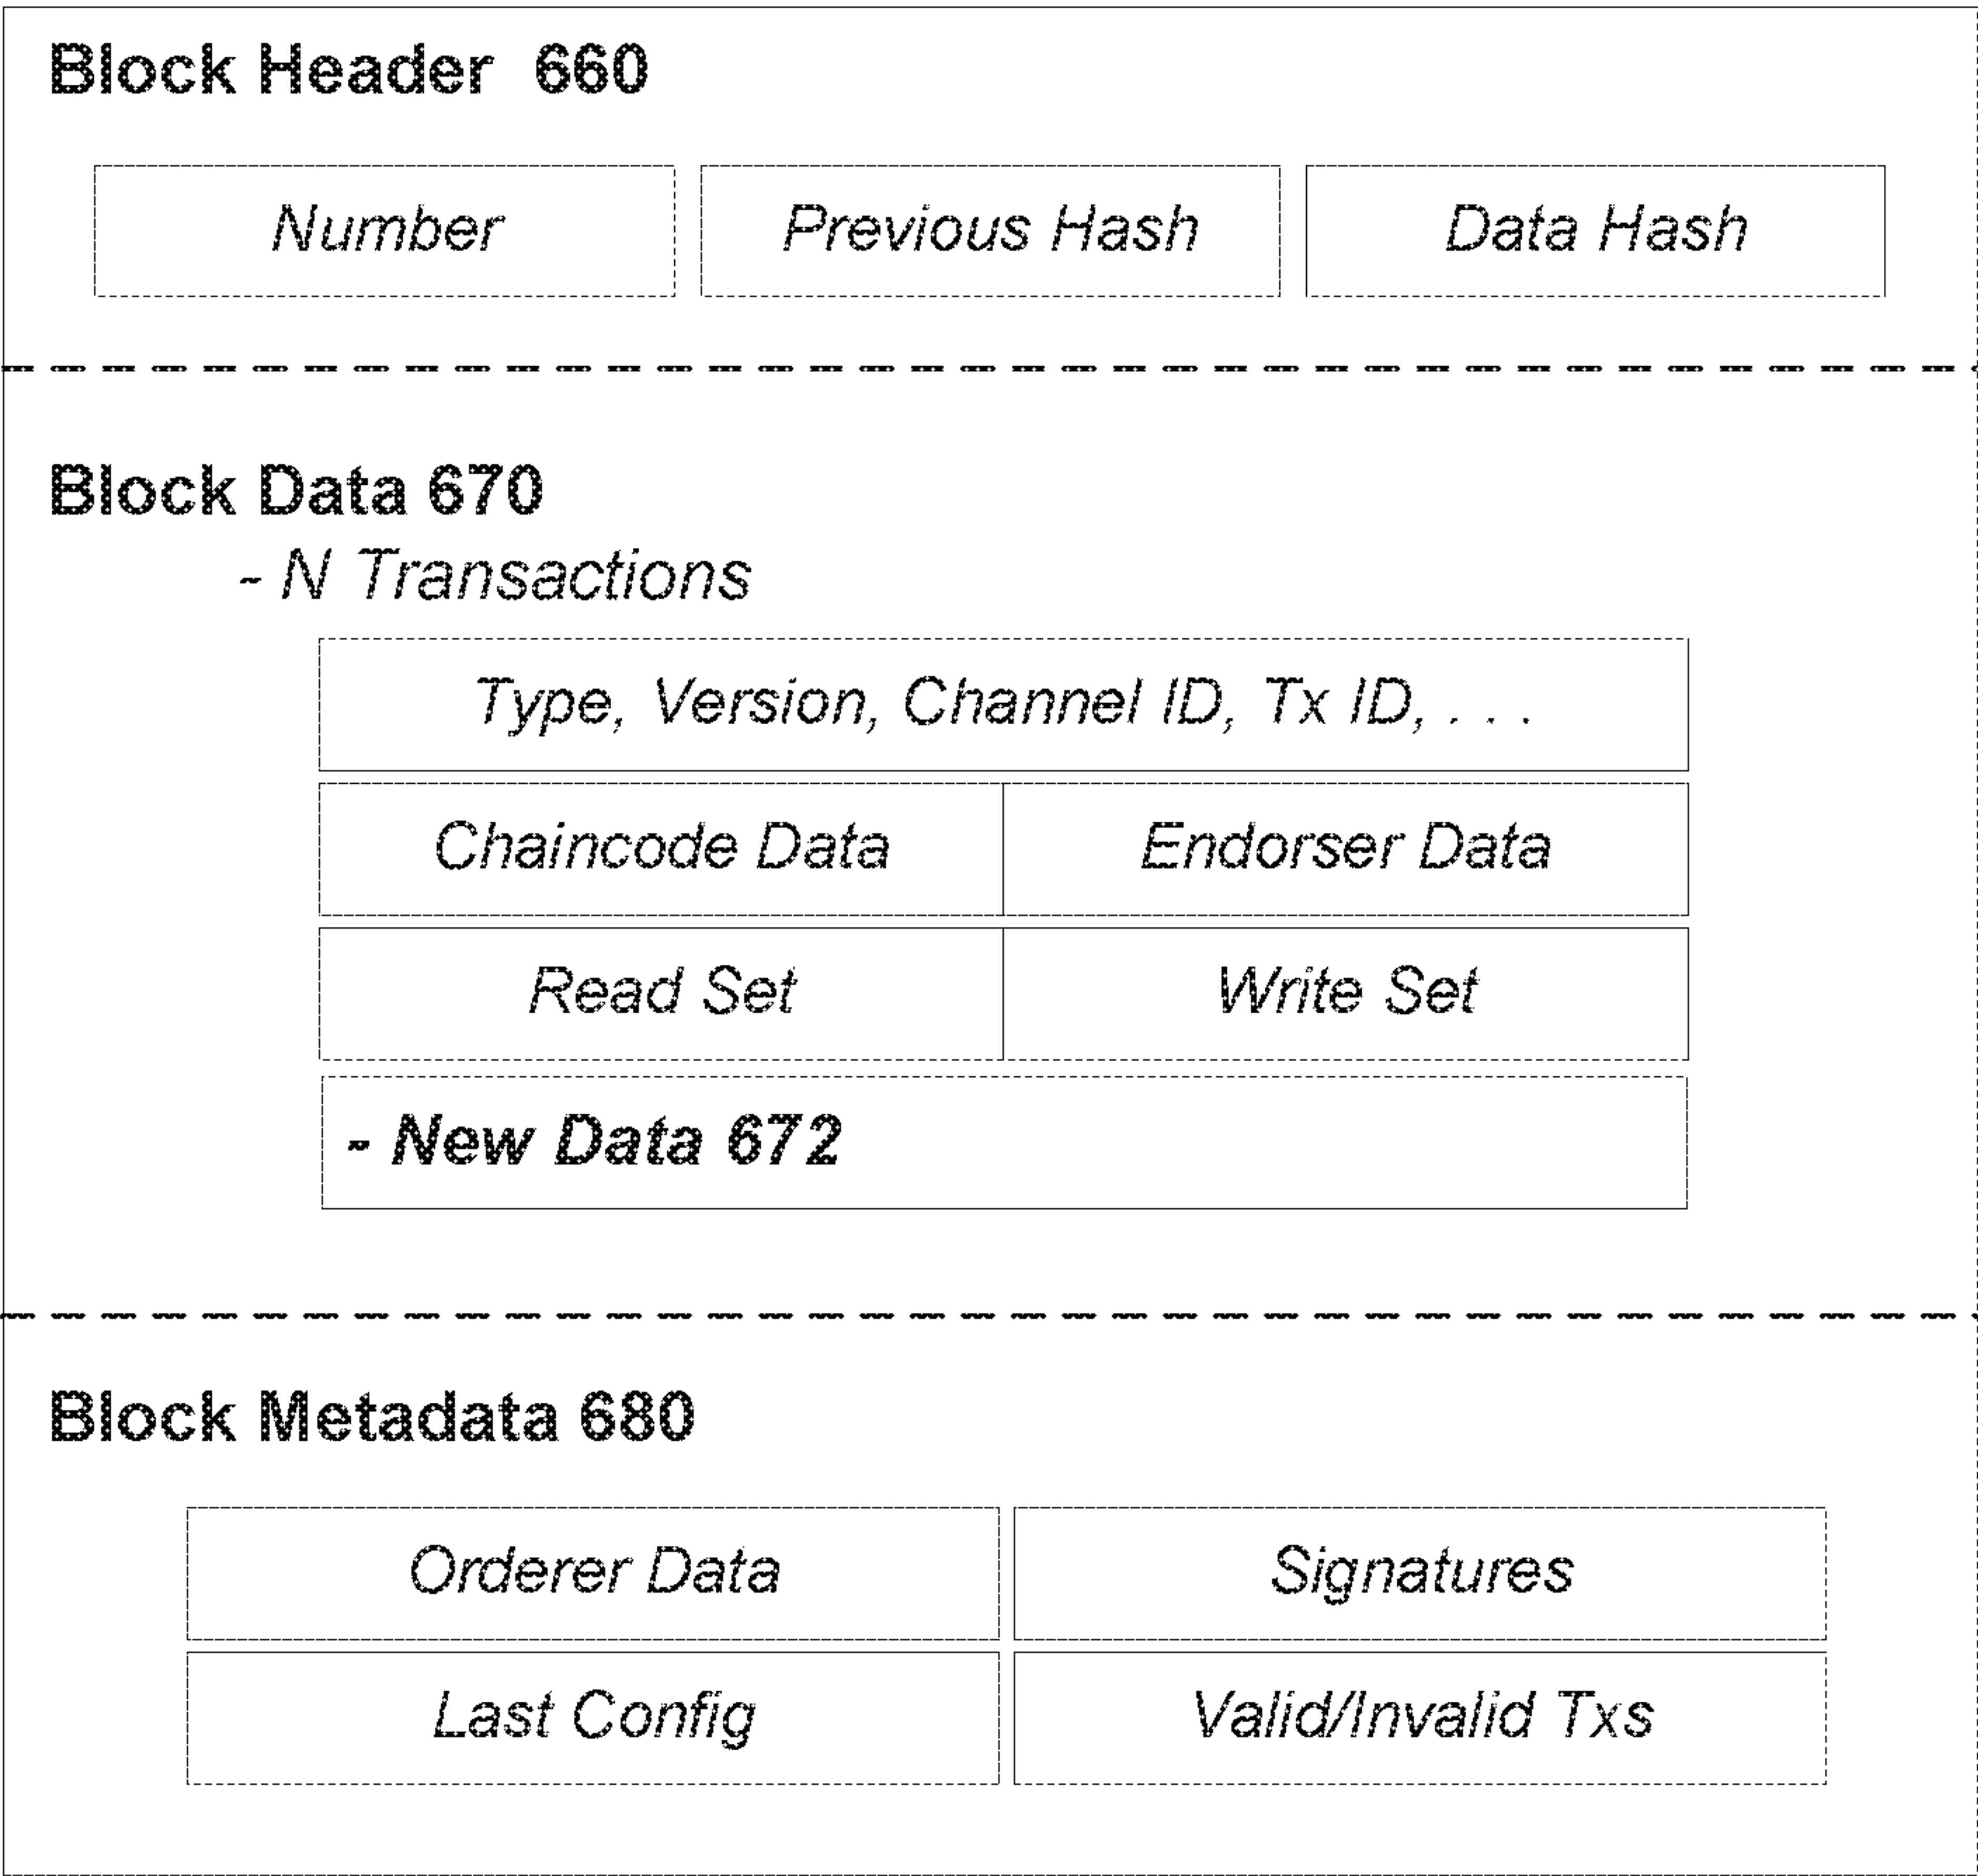 Block Header 660
Number Previous Hash Data Hash
Block Data 670
- N Transactions
Type, Version, Channel ID, Tx ID, . . .
Chaincode Data Endorser Data
Read Set Write Set
- New Data 672
Block Metadata 680
Orderer Data Signatures
Last Config Valid/Invalid Txs